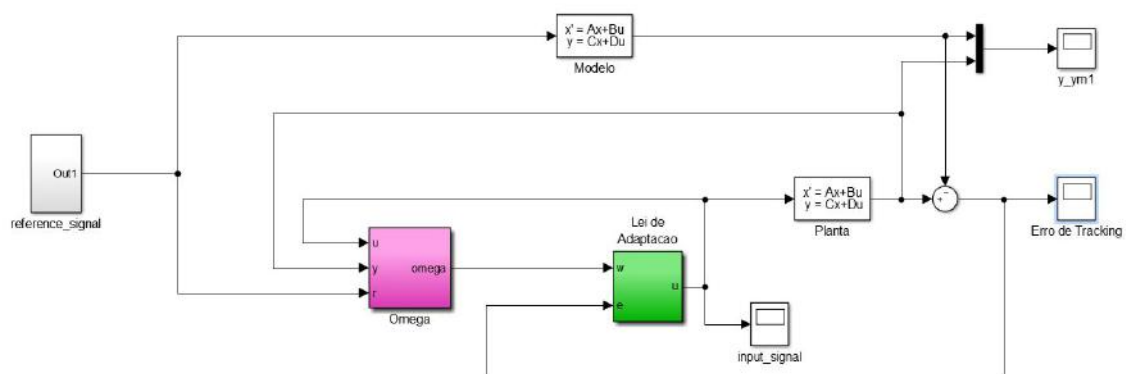 x' = Ax+Bu
y = Cx+Du
Modelo
y_ym1
Out1
reference_signal
x' = Ax+Bu
y = Cx+Du
Planta
-
+
Erro de Tracking
Lei de
Adaptacao
u
y
r
omega
Omega
w
e
u
input_signal